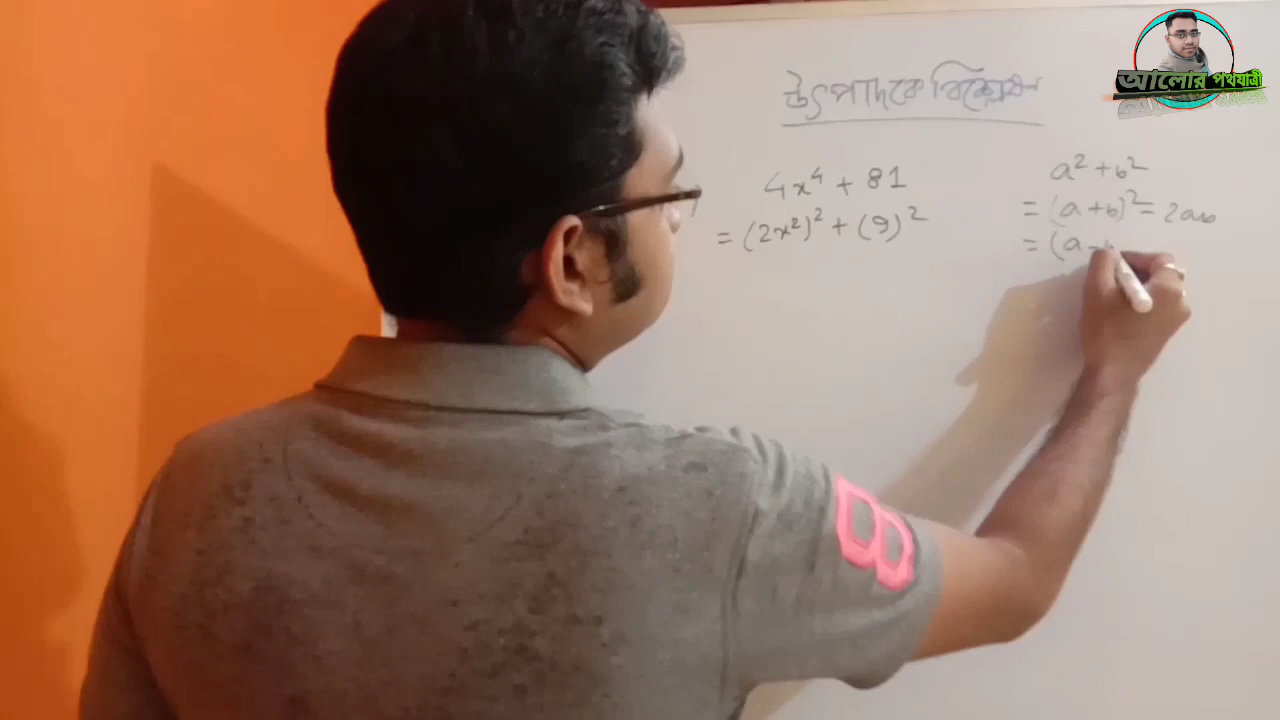 আলোর পথযাত্রী
উৎপাদকে বিশ্লেষণ
4x⁴ + 81
= (2x²)² + (9)²
a² + b²
= (a + b)² = 2ab
= (a -
B